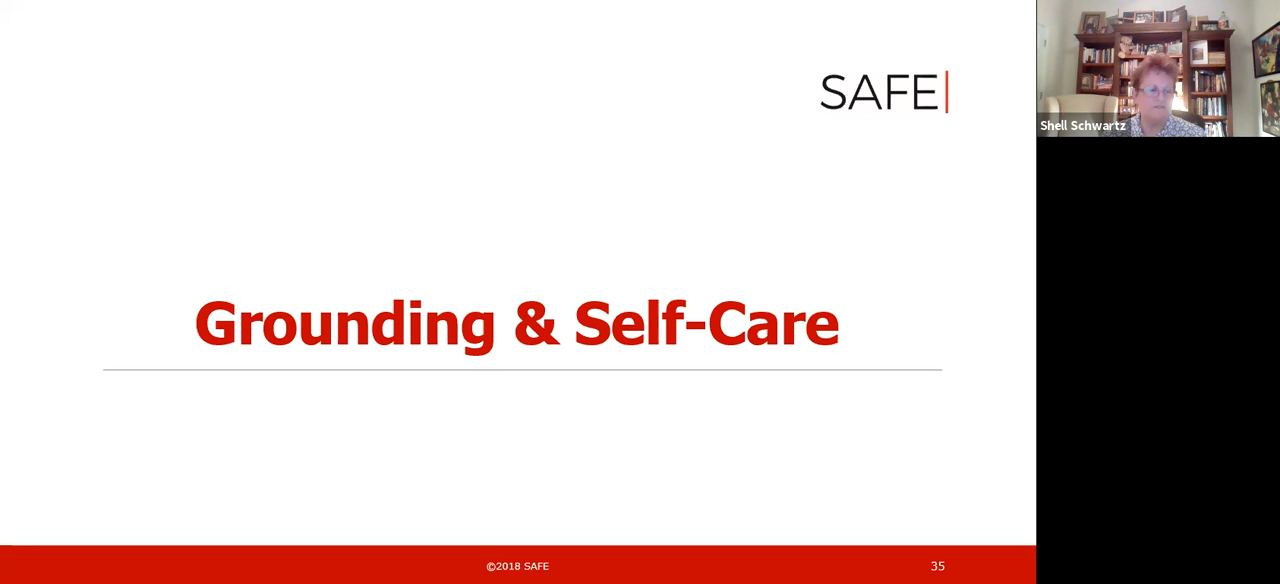 SAFE
Shell Schwartz
Grounding & Self-Care
©2018 SAFE
35